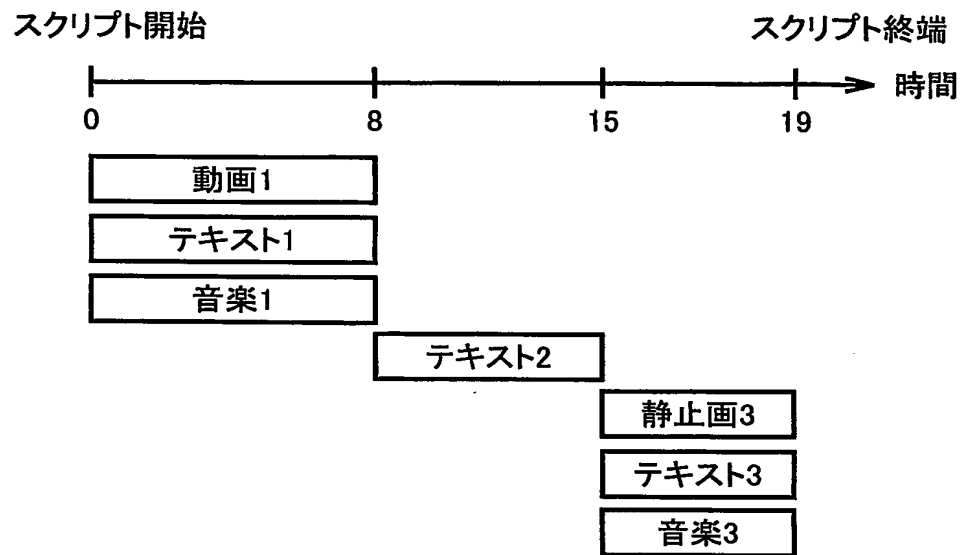 スクリプト開始
スクリプト終端
時間
0 8 15 19
動画1
テキスト1
音楽1
テキスト2
静止画3
テキスト3
音楽3